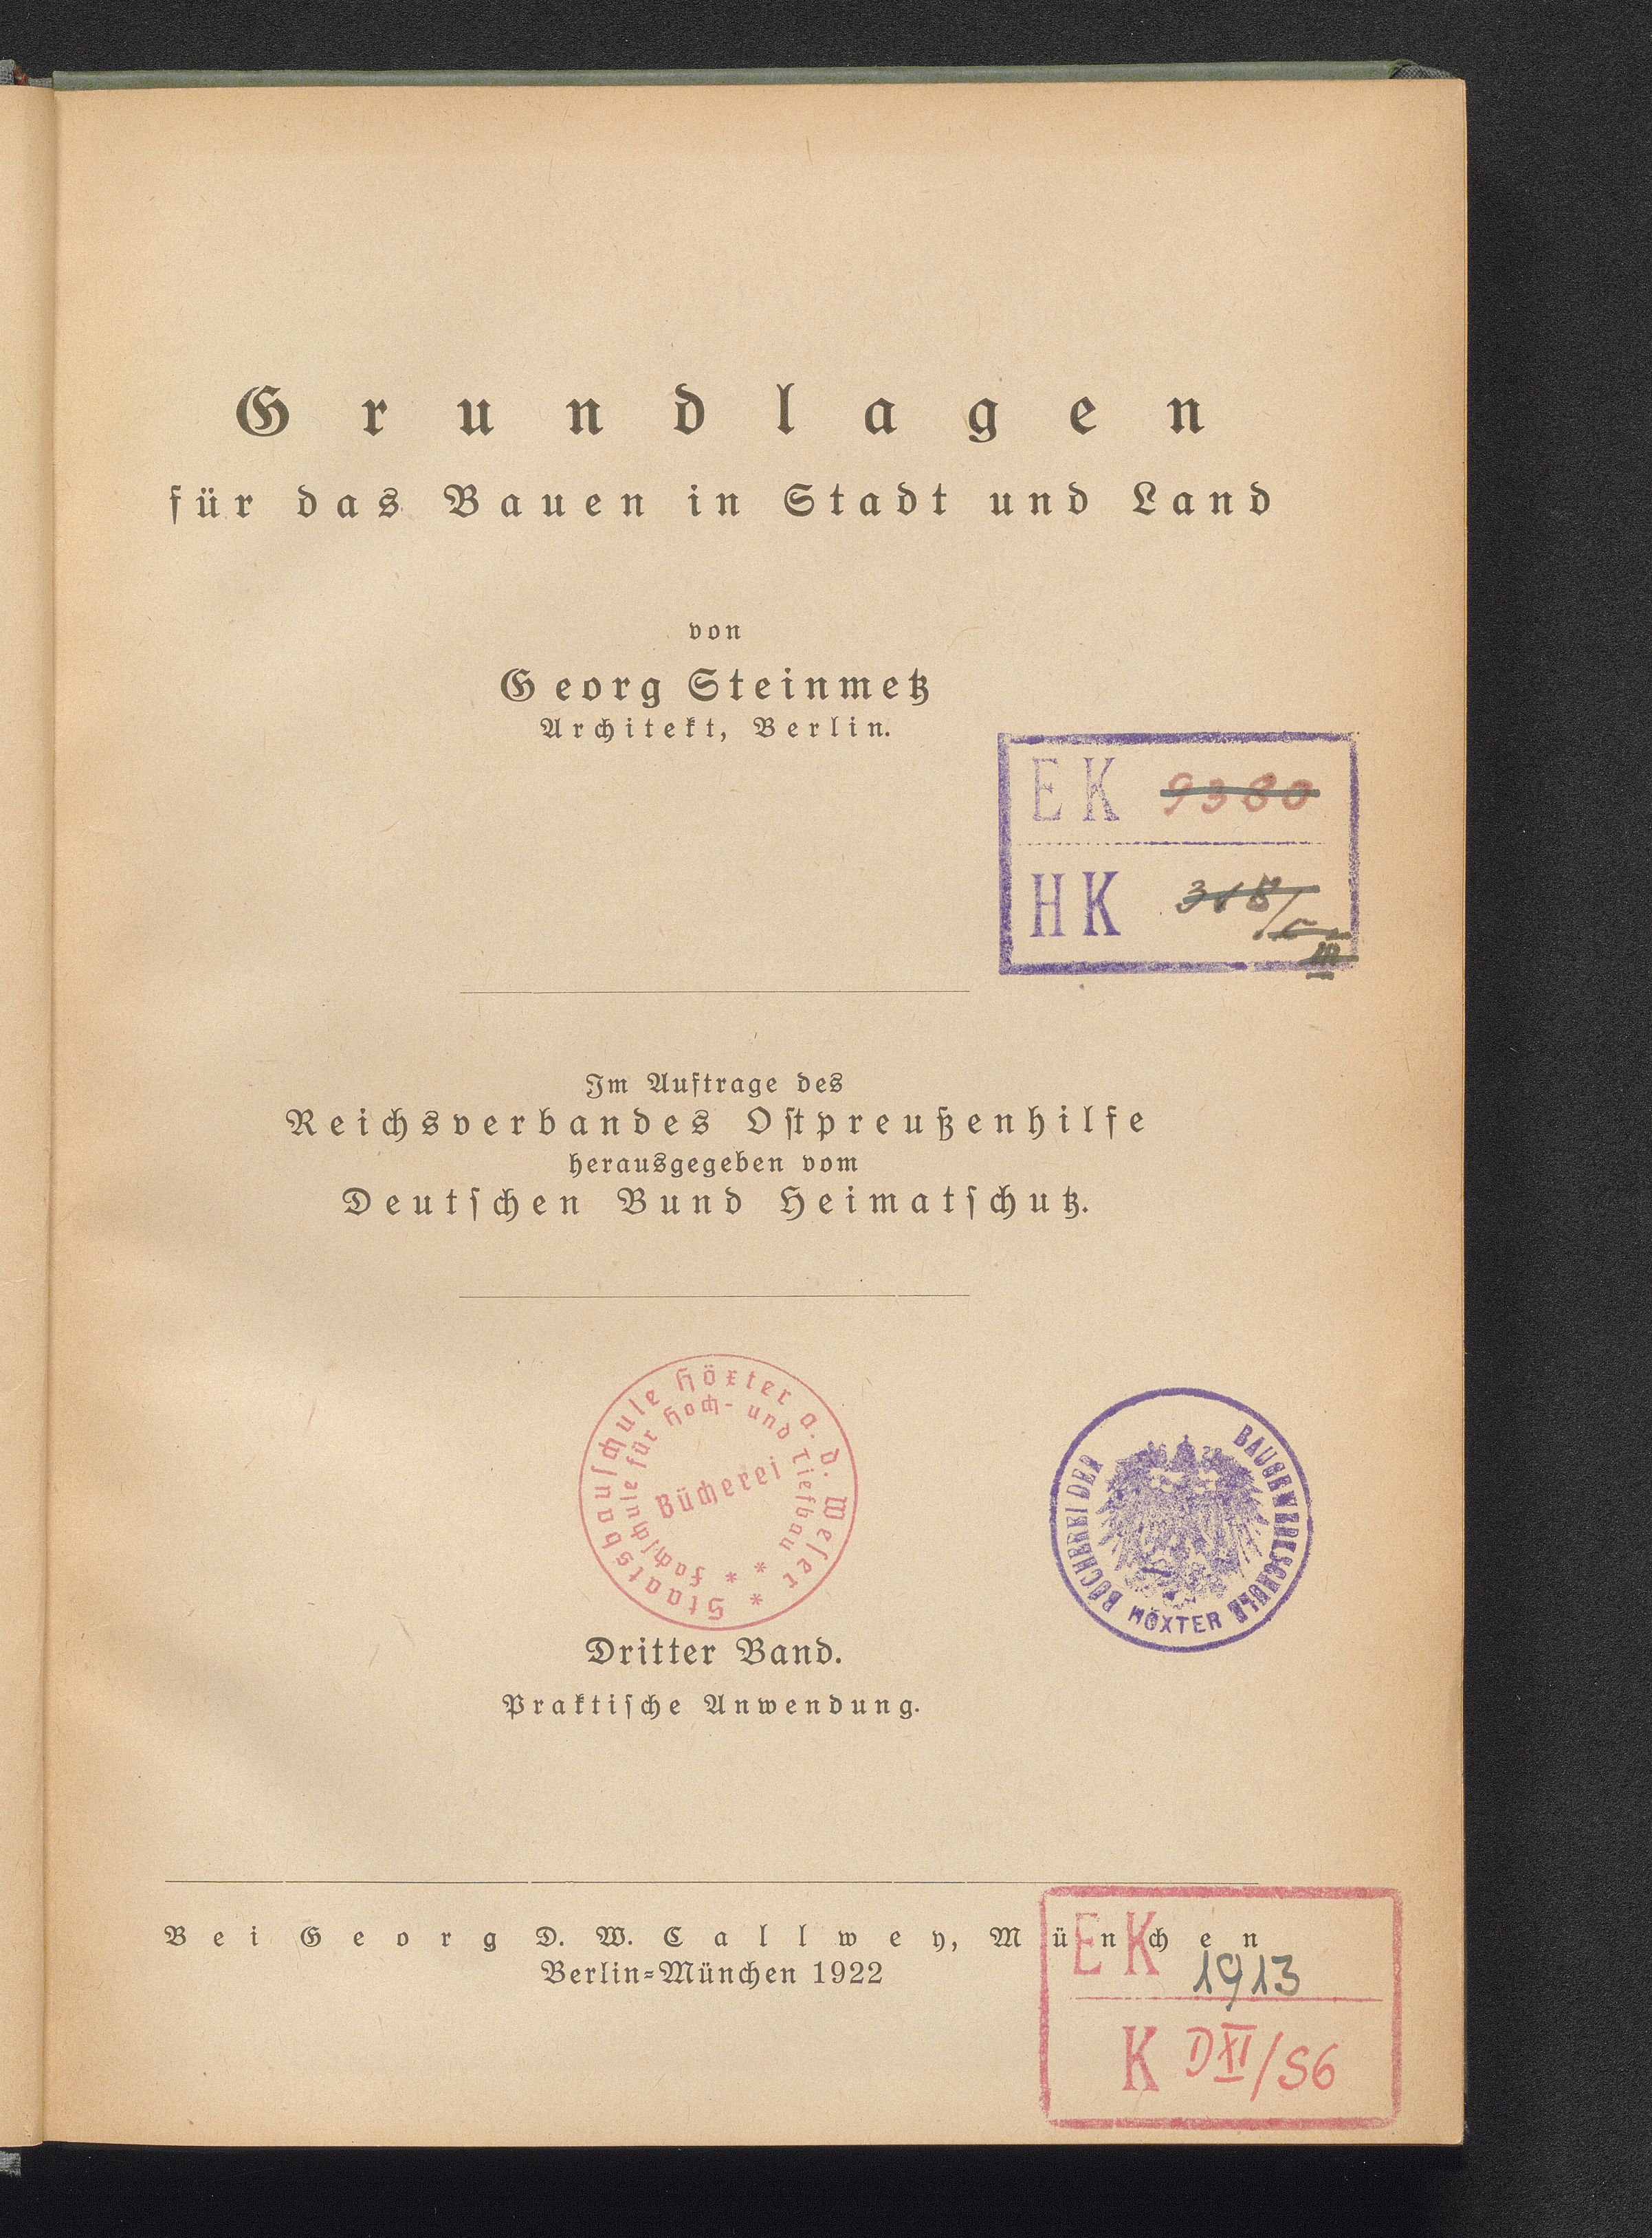 Grundlagen
für das Bauen in Stadt und Land
von
Georg Steinmetz
Architekt, Berlin.
EK 9380
HK
Im Auftrage des
Reichsverbandes Oſtpreußenhilfe
herausgegeben vom
Deutſchen Bund Heimatſchutz.
Staatsbauſchule Höxter a. d. Weſer *
Fachſchule für Hoch- und Tiefbau * *
Bücherei
BÜCHEREI DER BAUGEWERKSCHULE
HÖXTER
Dritter Band.
Praktiſche Anwendung.
Bei Georg D. W. Callwey, München
Berlin=München 1922
EK 1913
K DXI/S6